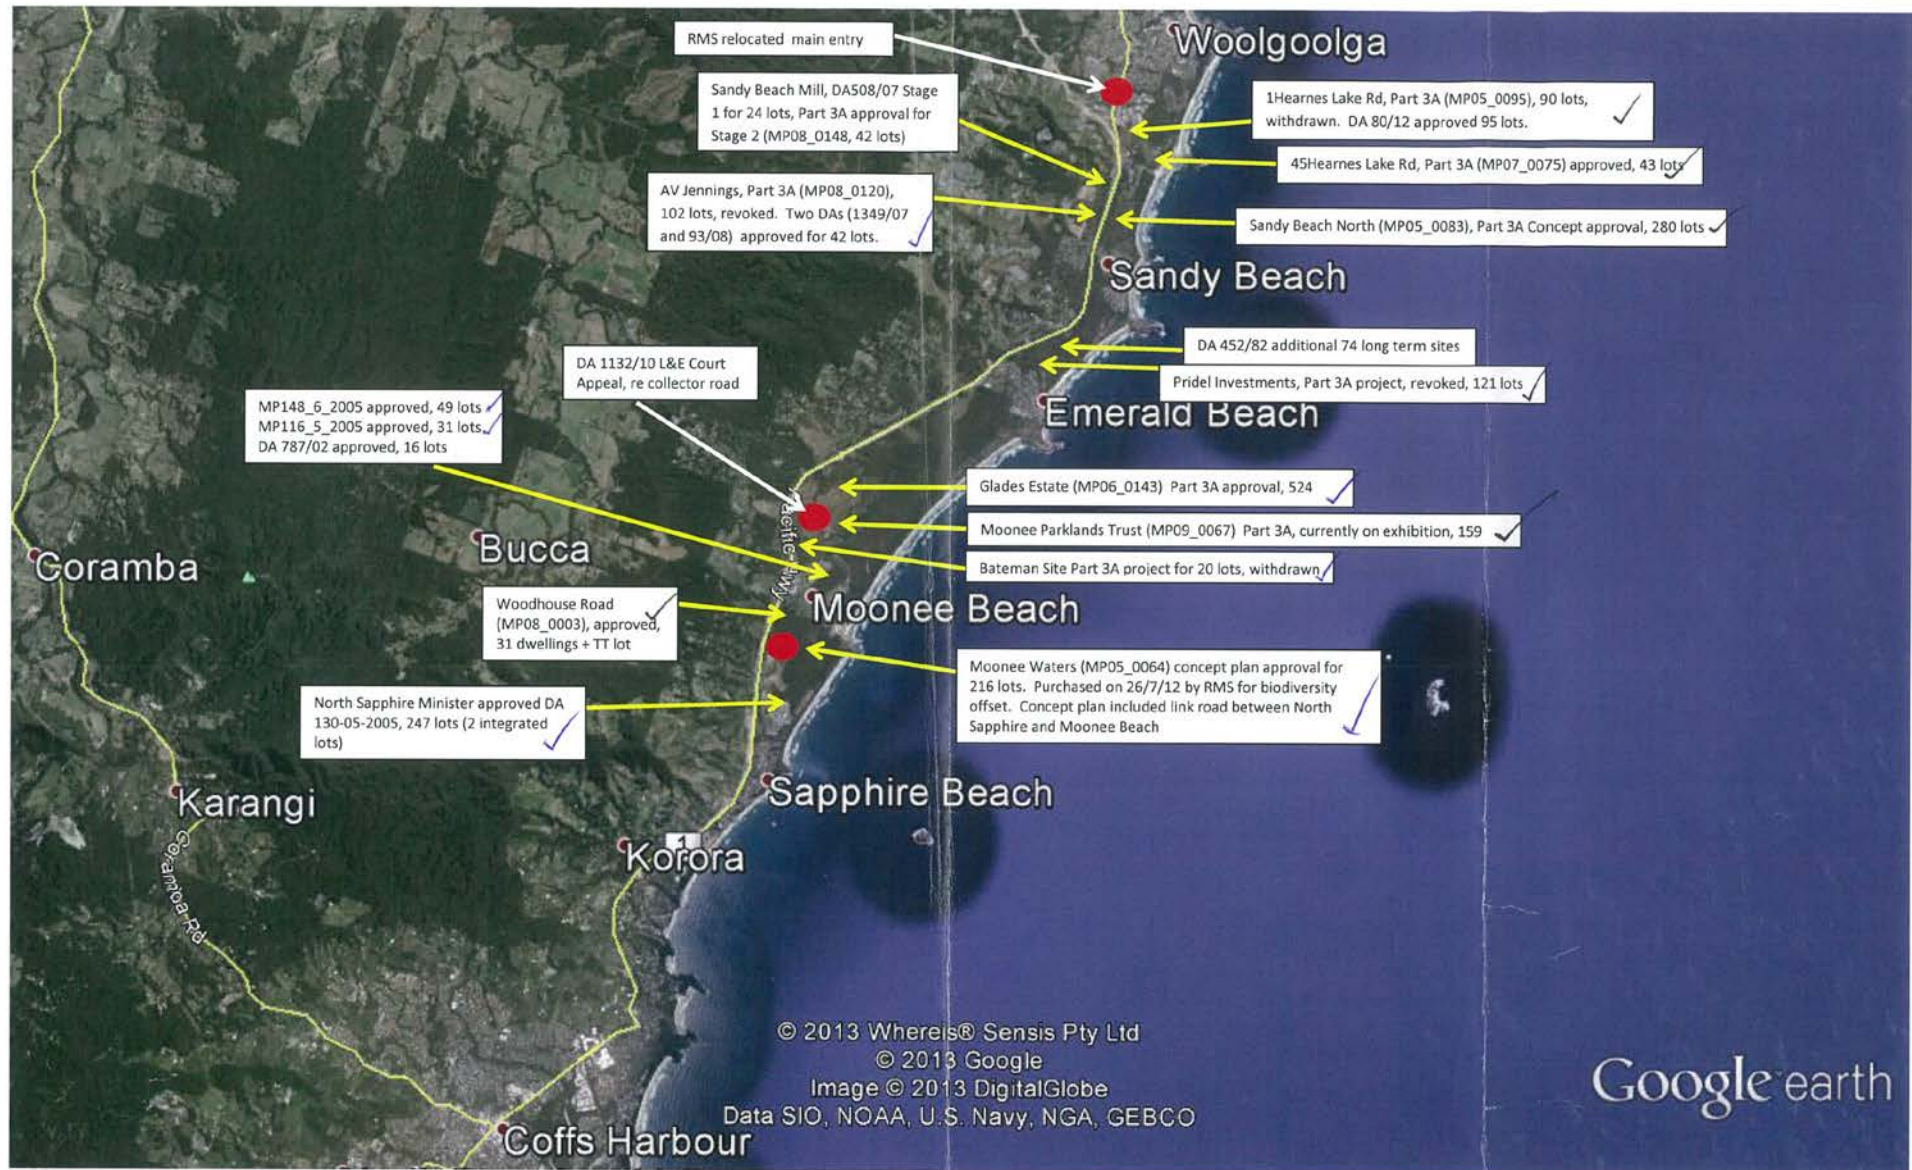 Woolgoolga
RMS relocated main entry
Sandy Beach Mill, DA508/07 Stage
1 for 24 lots, Part 3A approval for
Stage 2 (MP08_0148, 42 lots)
1Hearnes Lake Rd, Part 3A (MP05_0095), 90 lots,
withdrawn. DA 80/12 approved 95 lots.
45Hearnes Lake Rd, Part 3A (MP07_0075) approved, 43 lots
AV Jennings, Part 3A (MP08_0120),
102 lots, revoked. Two DAs (1349/07
and 93/08) approved for 42 lots.
Sandy Beach North (MP05_0083), Part 3A Concept approval, 280 lots
Sandy Beach
DA 452/82 additional 74 long term sites
Pridel Investments, Part 3A project, revoked, 121 lots
Emerald Beach
DA 1132/10 L&E Court
Appeal, re collector road
MP148_6_2005 approved, 49 lots
MP116_5_2005 approved, 31 lots
DA 787/02 approved, 16 lots
Glades Estate (MP06_0143) Part 3A approval, 524
Moonee Parklands Trust (MP09_0067) Part 3A, currently on exhibition, 159
Bateman Site Part 3A project for 20 lots, withdrawn
Pacific Hwy
Bucca
Coramba
Moonee Beach
Woodhouse Road
(MP08_0003), approved,
31 dwellings + TT lot
Moonee Waters (MP05_0064) concept plan approval for
216 lots. Purchased on 26/7/12 by RMS for biodiversity
offset. Concept plan included link road between North
Sapphire and Moonee Beach
North Sapphire Minister approved DA
130-05-2005, 247 lots (2 integrated
lots)
Sapphire Beach
Karangi
Coramba Rd
1
Korora
Coffs Harbour
© 2013 Whereis® Sensis Pty Ltd
© 2013 Google
Image © 2013 DigitalGlobe
Data SIO, NOAA, U.S. Navy, NGA, GEBCO
Google earth